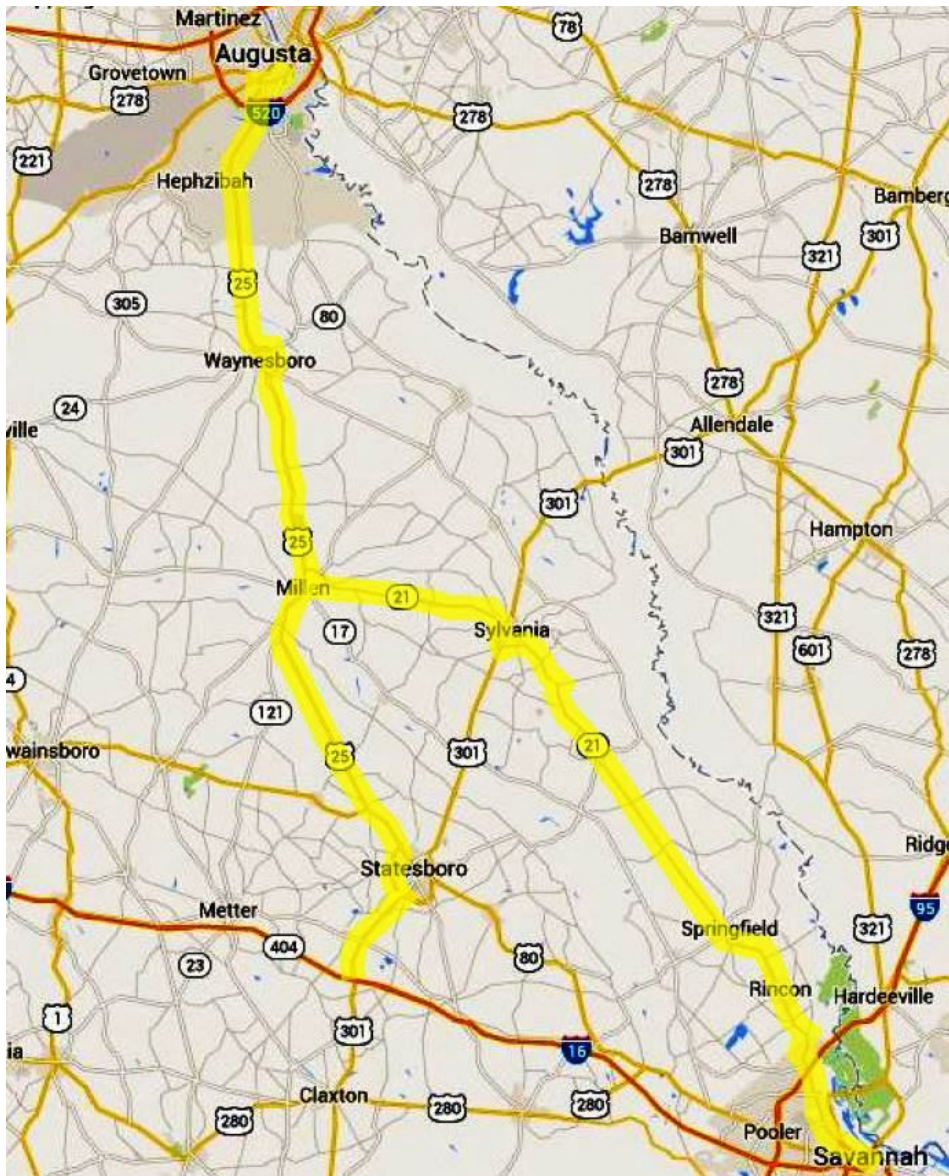 Martinez
78
Augusta
Grovetown
278
520
278
221
278
Hephzibah
Bamberg
Barnwell
301
321
25
305
80
Waynesboro
278
24
ville
Allendale
301
301
Hampton
25
Millen
21
17
Sylvania
321
601
278
4
121
wainsboro
301
25
21
Ridge
Statesboro
Metter
95
404
Springfield
321
80
23
Rincon
Hardeeville
1
301
16
ia
Claxton
280
280
Pooler
Savannah